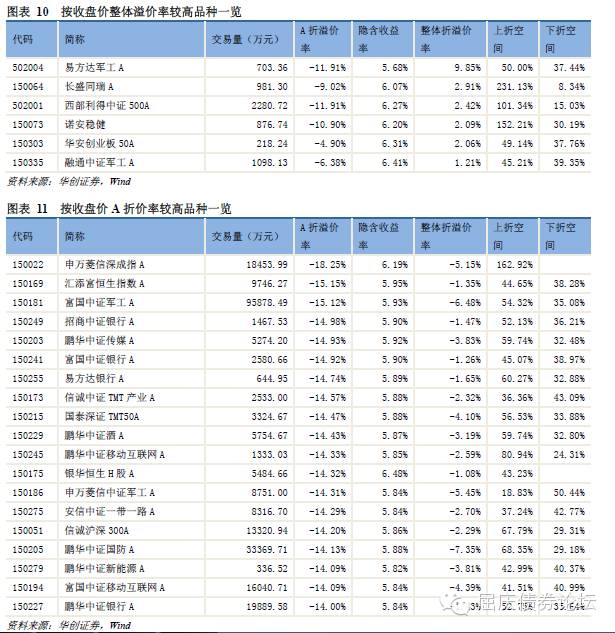 图表 10 按收盘价整体溢价率较高品种一览
代码 简称 交易量（万元） A 折溢价率 隐含收益率 整体折溢价率 上折空间 下折空间
502004 易方达军工 A 703.36 -11.91% 5.68% 9.85% 50.00% 37.44%
150064 长盛同瑞 A 981.30 -9.02% 6.07% 2.91% 231.13% 8.34%
502001 西部利得中证 500A 2280.72 -11.91% 6.27% 2.42% 101.34% 15.03%
150073 诺安稳健 876.74 -10.90% 6.20% 2.09% 152.21% 30.19%
150303 华安创业板 50A 218.24 -4.90% 6.31% 2.06% 49.14% 37.76%
150335 融通中证军工 A 1098.13 -6.38% 6.41% 1.21% 45.21% 39.35%
资料来源：华创证券，Wind
图表 11 按收盘价 A 折价率较高品种一览
代码 简称 交易量（万元） A 折溢价率 隐含收益率 整体折溢价率 上折空间 下折空间
150022 申万菱信深成指 A 18453.99 -18.25% 6.19% -5.15% 162.92%
150169 汇添富恒生指数 A 9746.27 -15.15% 5.95% -1.35% 44.65% 38.28%
150181 富国中证军工 A 95878.49 -15.12% 5.93% -6.48% 54.32% 35.08%
150249 招商中证银行 A 1467.53 -14.98% 5.90% -1.47% 52.13% 36.21%
150203 鹏华中证传媒 A 5274.20 -14.93% 5.92% -3.83% 59.74% 32.48%
150241 富国中证银行 A 2580.66 -14.92% 5.90% -1.26% 45.07% 38.97%
150255 易方达银行 A 644.95 -14.74% 5.89% -1.65% 60.27% 32.88%
150173 信诚中证 TMT 产业 A 2533.00 -14.57% 5.88% -2.32% 36.36% 43.09%
150215 国泰深证 TMT50A 3324.67 -14.47% 5.88% -4.10% 56.53% 33.88%
150229 鹏华中证酒 A 5754.67 -14.43% 5.87% -3.19% 59.74% 32.80%
150245 鹏华中证移动互联网 A 1333.03 -14.33% 5.85% -2.59% 80.94% 24.31%
150175 银华恒生 H 股 A 5484.66 -14.32% 6.48% -1.08% 43.23%
150186 申万菱信中证军工 A 8751.00 -14.31% 5.84% -5.45% 18.83% 50.44%
150275 安信中证一带一路 A 8316.70 -14.29% 5.84% -2.70% 37.24% 42.77%
150051 信诚沪深 300A 13320.94 -14.20% 5.86% -2.29% 67.79% 29.31%
150205 鹏华中证国防 A 33369.71 -14.13% 5.88% -7.35% 68.35% 29.18%
150279 鹏华中证新能源 A 336.52 -14.09% 5.82% -3.81% 42.99% 40.37%
150194 富国中证移动互联网 A 16040.71 -14.09% 5.84% -4.39% 41.51% 40.99%
150227 鹏华中证银行 A 19889.58 -14.00% 5.84%
屈庆债券论坛
资料来源：华创证券，Wind